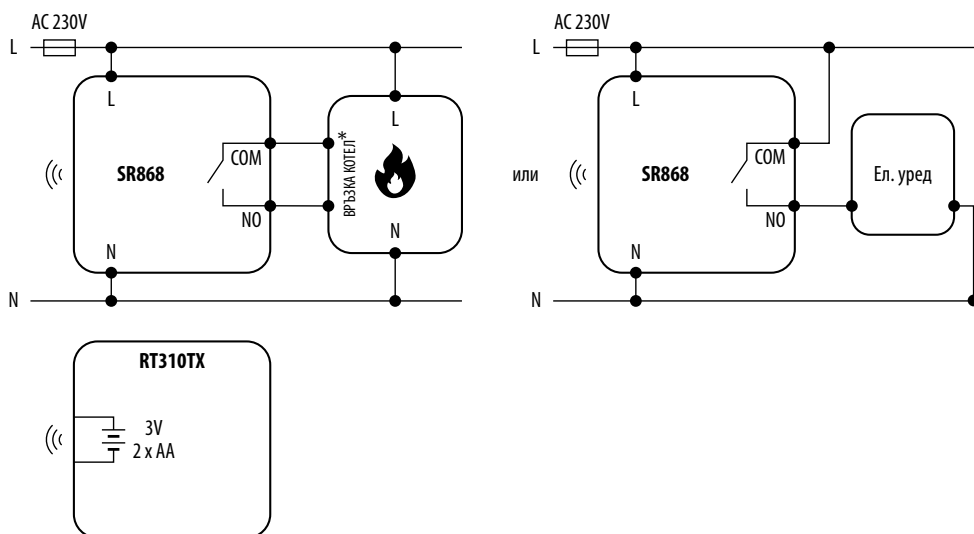 AC 230V
L
L
SR868
COM
NO
N
N
L
ВРЪЗКА КОТЕЛ*
N
или
AC 230V
L
L
SR868
COM
NO
N
N
Ел. уред
RT310TX
3V
2 x AA